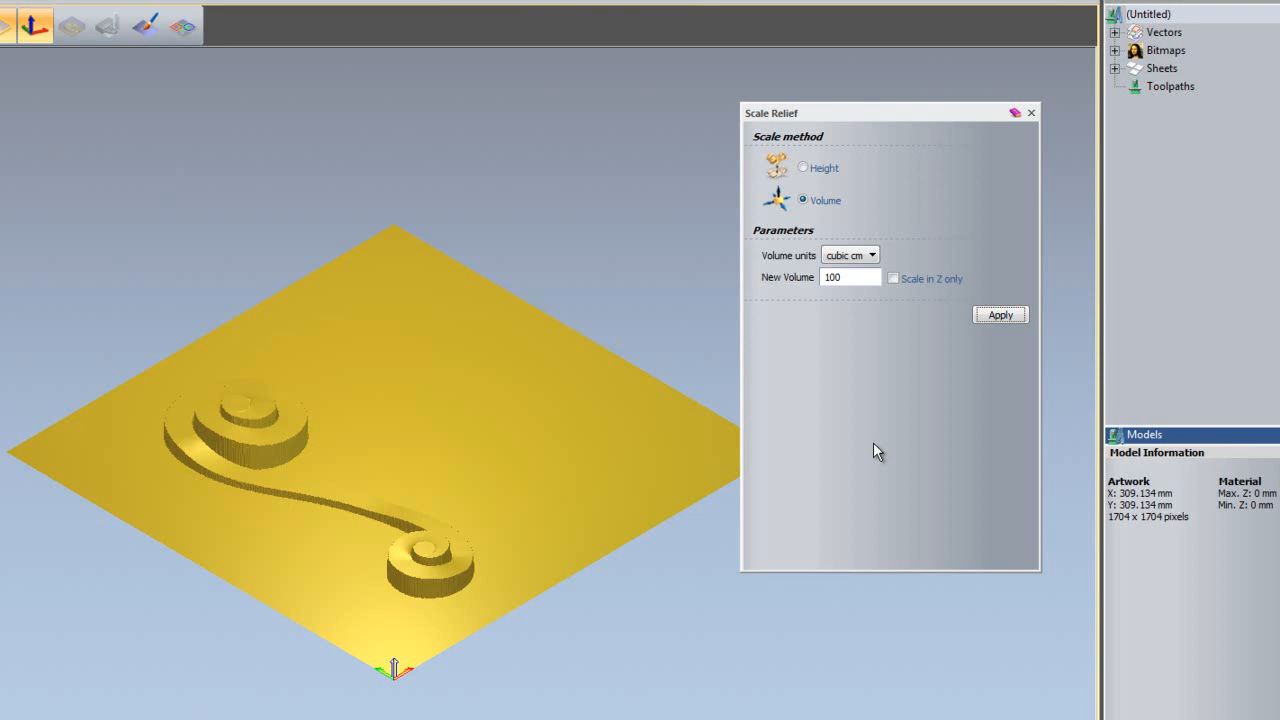 (Untitled)
Vectors
Bitmaps
Sheets
Toolpaths
Scale Relief
Scale method
Height
Volume
Parameters
Volume units cubic cm
New Volume 100 Scale in Z only
Apply
Models
Model Information
Artwork Material
X: 309.134 mm Max. Z: 0 mm
Y: 309.134 mm Min. Z: 0 mm
1704 x 1704 pixels